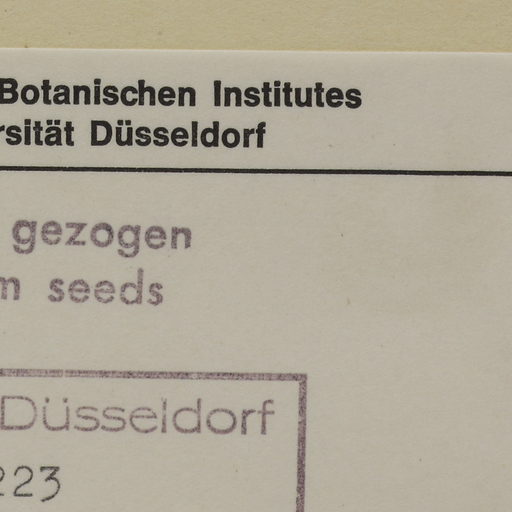 Botanischen Institutes
rsität Düsseldorf
gezogen
m seeds
Düsseldorf
223